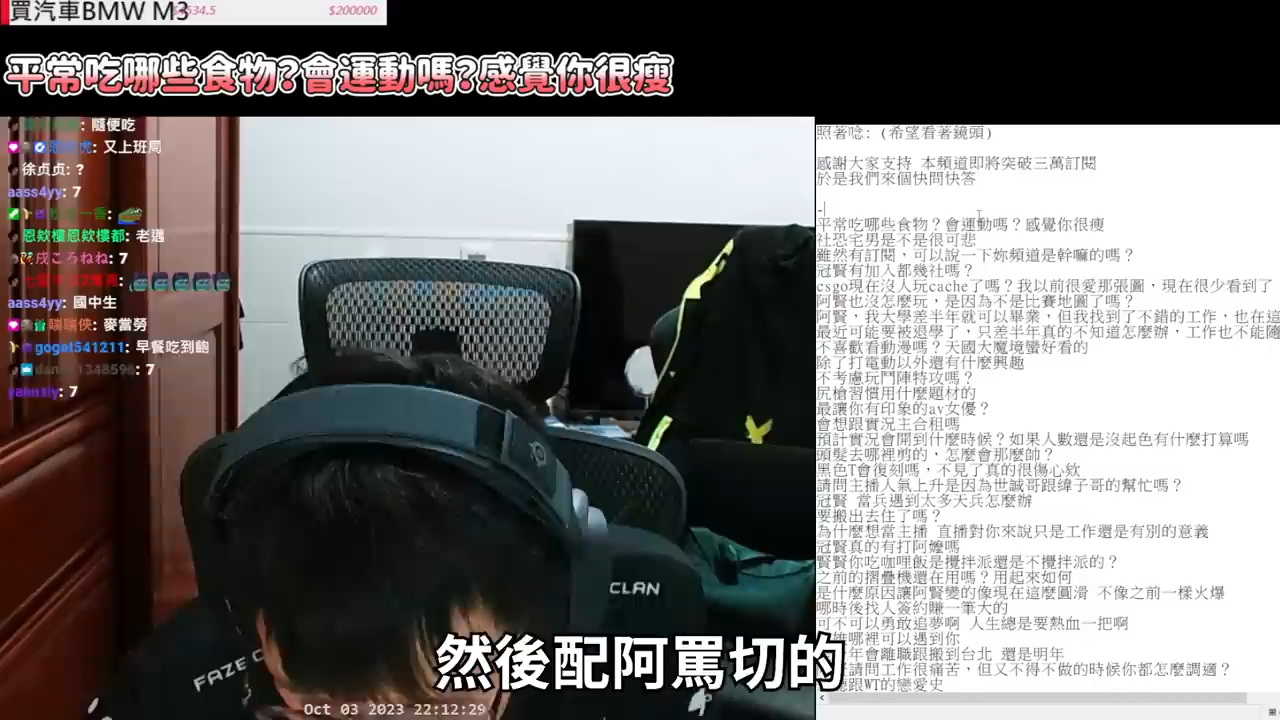 買汽車BMW M3
$200000
平常吃哪些食物?會運動嗎?感覺你很瘦
: 隨便吃
: 又上班局
徐贞贞: ?
aass4yy: 7
恩欸樓恩欸樓都: 老邁
戌ころねね: 7
aass4yy: 7
國中生
喘喘俠: 麥當勞
gogot541211: 早餐吃到飽
: 7
: 7
CLAN
FAZE C
然後配阿罵切的
Oct 03 2023 22:12:29
照著唸: (希望看著鏡頭)
感謝大家支持 本頻道即將突破三萬訂閱
於是我們來個快問快答
-
平常吃哪些食物？會運動嗎？感覺你很瘦
社恐宅男是不是很可悲
雖然有訂閱，可以說一下妳頻道是幹嘛的嗎？
冠賢有加入都幾社嗎？
csgo現在沒人玩cache了嗎？我以前很愛那張圖，現在很少看到了
阿賢也沒怎麼玩，是因為不是比賽地圖了嗎？
阿賢，我大學差半年就可以畢業，但我找到了不錯的工作，也在這
最近可能要被退學了，只差半年真的不知道怎麼辦，工作也不能隨
不喜歡看動漫嗎？天國大魔境蠻好看的
除了打電動以外還有什麼興趣
不考慮玩鬥陣特攻嗎？
尻槍習慣用什麼題材的
最讓你有印象的av女優？
會想跟實況主合租嗎
預計實況會開到什麼時候？如果人數還是沒起色有什麼打算嗎
頭髮去哪裡剪的，怎麼會那麼帥？
黑色T會復刻嗎，不見了真的很傷心欸
請問主播人氣上升是因為世誠哥跟緯子哥的幫忙嗎？
冠賢 當兵遇到太多天兵怎麼辦
要搬出去住了嗎？
為什麼想當主播 直播對你來說只是工作還是有別的意義
冠賢真的有打阿嬤嗎
賢賢你吃咖哩飯是攪拌派還是不攪拌派的？
之前的摺疊機還在用嗎？用起來如何
是什麼原因讓阿賢變的像現在這麼圓滑 不像之前一樣火爆
哪時後找人簽約賺一筆大的
可不可以勇敢追夢啊 人生總是要熱血一把啊
哪裡可以遇到你
年會離職跟搬到台北 還是明年
請問工作很痛苦，但又不得不做的時候你都怎麼調適？
跟WT的戀愛史